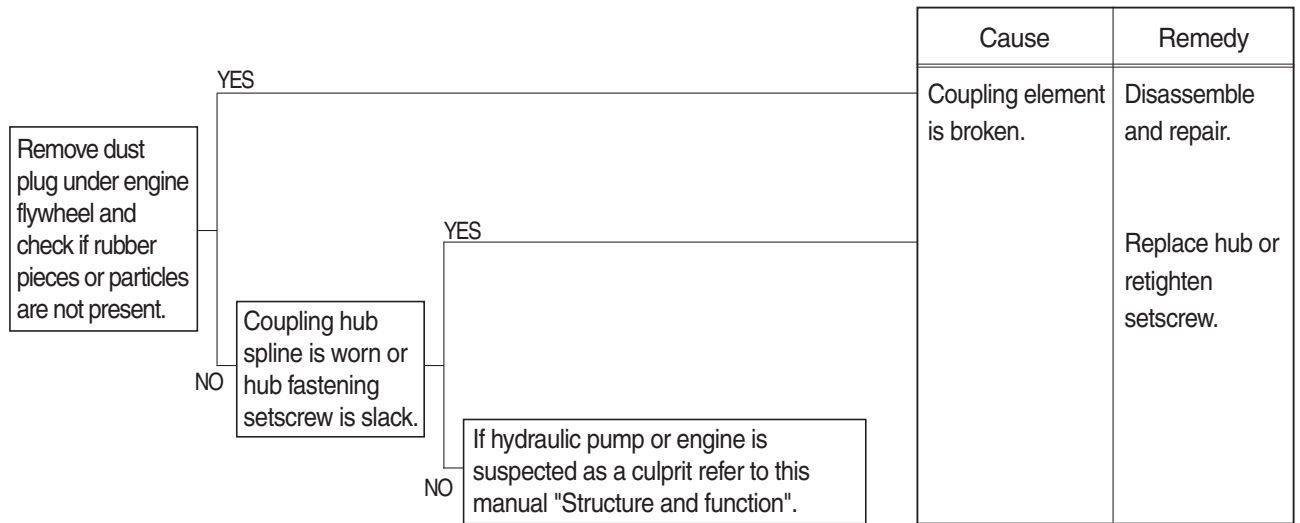 Cause
Remedy
YES
Coupling element
is broken.
Disassemble
and repair.
Remove dust
plug under engine
flywheel and
check if rubber
pieces or particles
are not present.
YES
Replace hub or
retighten
setscrew.
NO
Coupling hub
spline is worn or
hub fastening
setscrew is slack.
NO
If hydraulic pump or engine is
suspected as a culprit refer to this
manual "Structure and function".